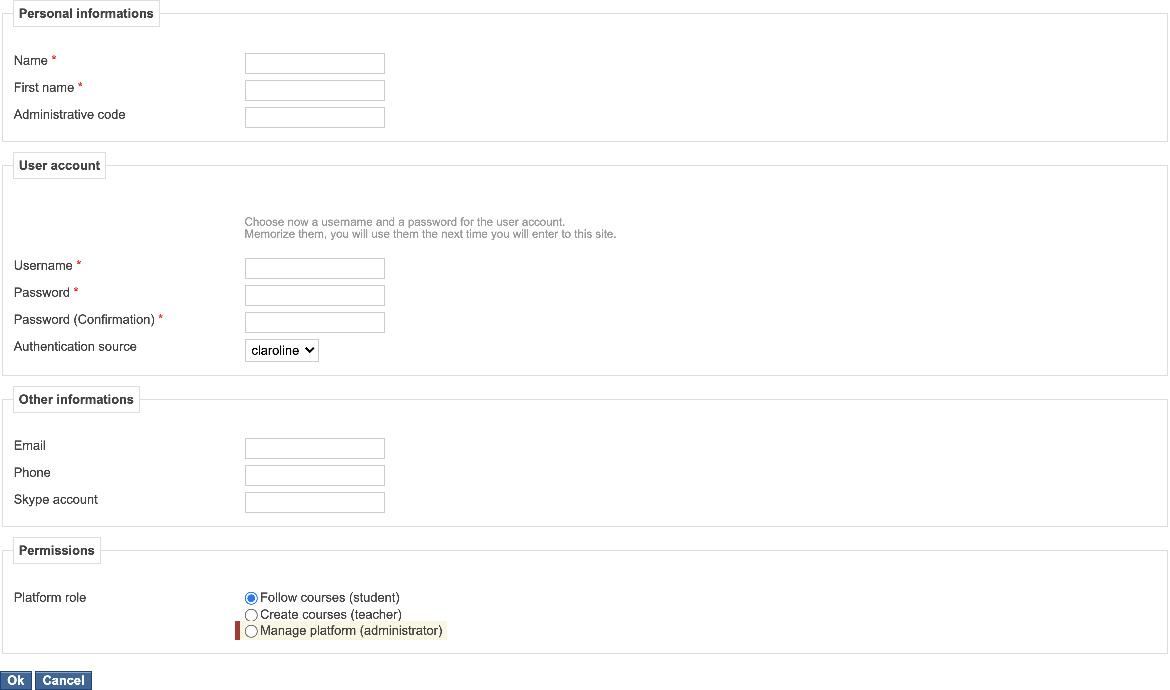 Personal informations
Name *
First name *
Administrative code
User account
Choose now a username and a password for the user account.
Memorize them, you will use them the next time you will enter to this site.
Username *
Password *
Password (Confirmation) *
Authentication source claroline
Other informations
Email
Phone
Skype account
Permissions
Platform role Follow courses (student)
Create courses (teacher)
Manage platform (administrator)
Ok Cancel